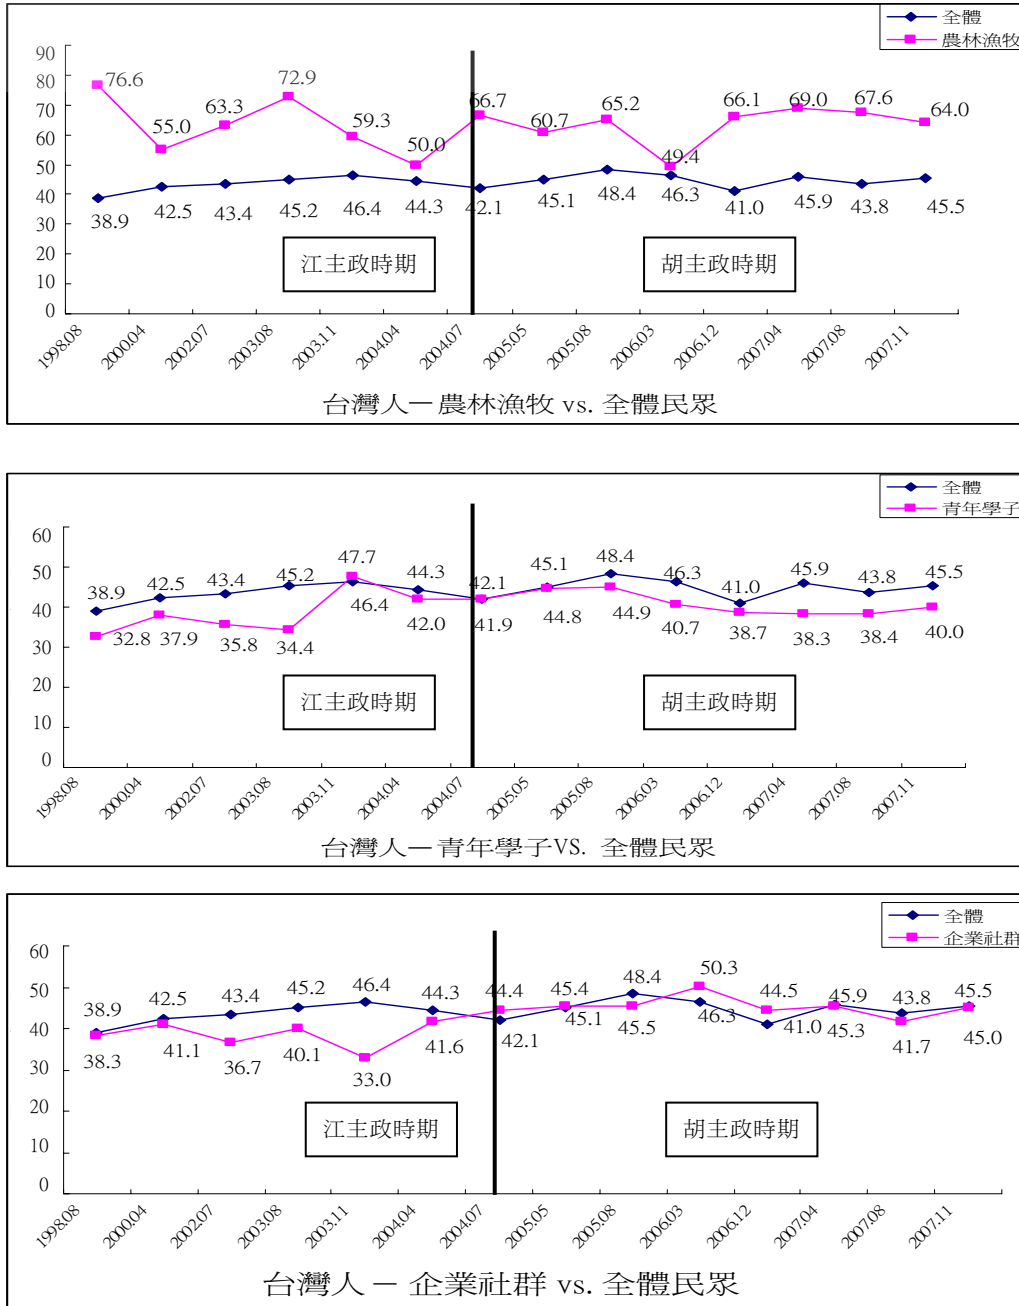 全體
農林漁牧
90
80
70
60
50
40
30
20
10
0
76.6 55.0 63.3 72.9 59.3 50.0 66.7 60.7 65.2 49.4 66.1 69.0 67.6 64.0
38.9 42.5 43.4 45.2 46.4 44.3 42.1 45.1 48.4 46.3 41.0 45.9 43.8 45.5
江主政時期 胡主政時期
1998.08 2000.04 2002.07 2003.08 2003.11 2004.04 2004.07 2005.05 2005.08 2006.03 2006.12 2007.04 2007.08 2007.11
台灣人－農林漁牧 vs. 全體民眾
全體
青年學子
60
50
40
30
20
10
0
38.9 42.5 43.4 45.2 47.7 44.3 42.1 45.1 48.4 46.3 41.0 45.9 43.8 45.5
32.8 37.9 35.8 34.4 46.4 42.0 41.9 44.8 44.9 40.7 38.7 38.3 38.4 40.0
江主政時期 胡主政時期
1998.08 2000.04 2002.07 2003.08 2003.11 2004.04 2004.07 2005.05 2005.08 2006.03 2006.12 2007.04 2007.08 2007.11
台灣人－青年學子VS. 全體民眾
全體
企業社群
60
50
40
30
20
10
0
38.9 42.5 43.4 45.2 46.4 44.3 44.4 45.4 48.4 50.3 44.5 45.9 43.8 45.5
38.3 41.1 36.7 40.1 33.0 41.6 42.1 45.1 45.5 46.3 41.0 45.3 41.7 45.0
江主政時期 胡主政時期
1998.08 2000.04 2002.07 2003.08 2003.11 2004.04 2004.07 2005.05 2005.08 2006.03 2006.12 2007.04 2007.08 2007.11
台灣人 － 企業社群 vs. 全體民眾